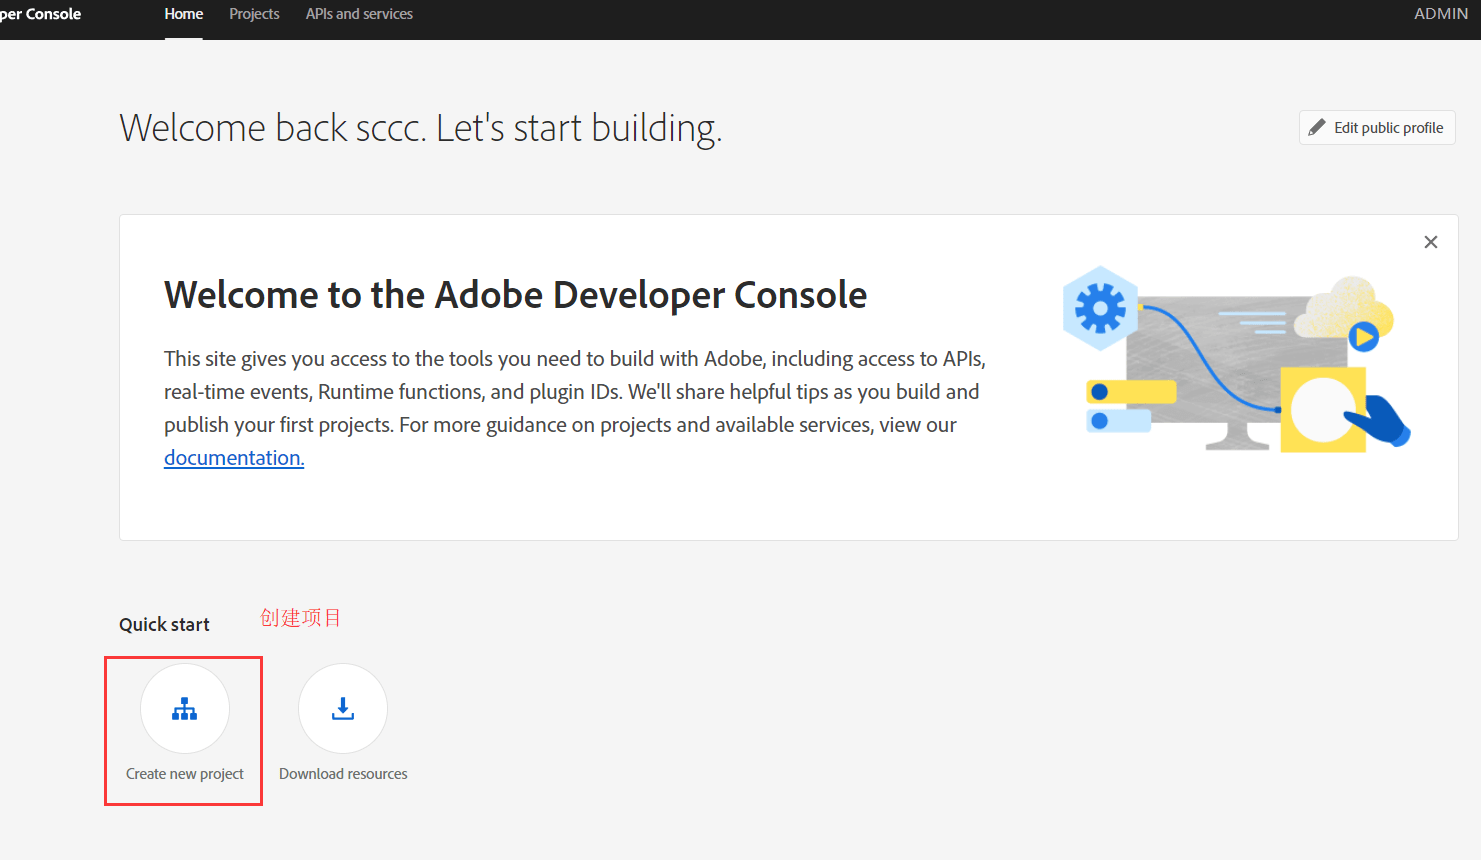 per Console Home Projects APIs and services ADMIN
Welcome back sccc. Let's start building.
Edit public profile
Welcome to the Adobe Developer Console
This site gives you access to the tools you need to build with Adobe, including access to APIs,
real-time events, Runtime functions, and plugin IDs. We'll share helpful tips as you build and
publish your first projects. For more guidance on projects and available services, view our
documentation.
Quick start
创建项目
Create new project
Download resources